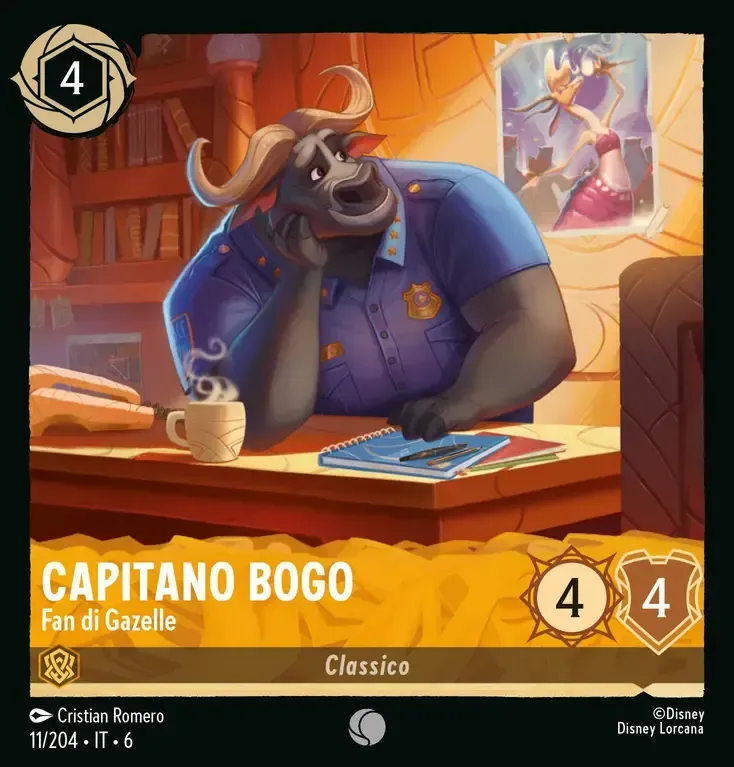 4
CAPITANO BOGO
Fan di Gazelle
4 4
Classico
Cristian Romero
11/204 • IT • 6
©Disney
Disney Lorcana